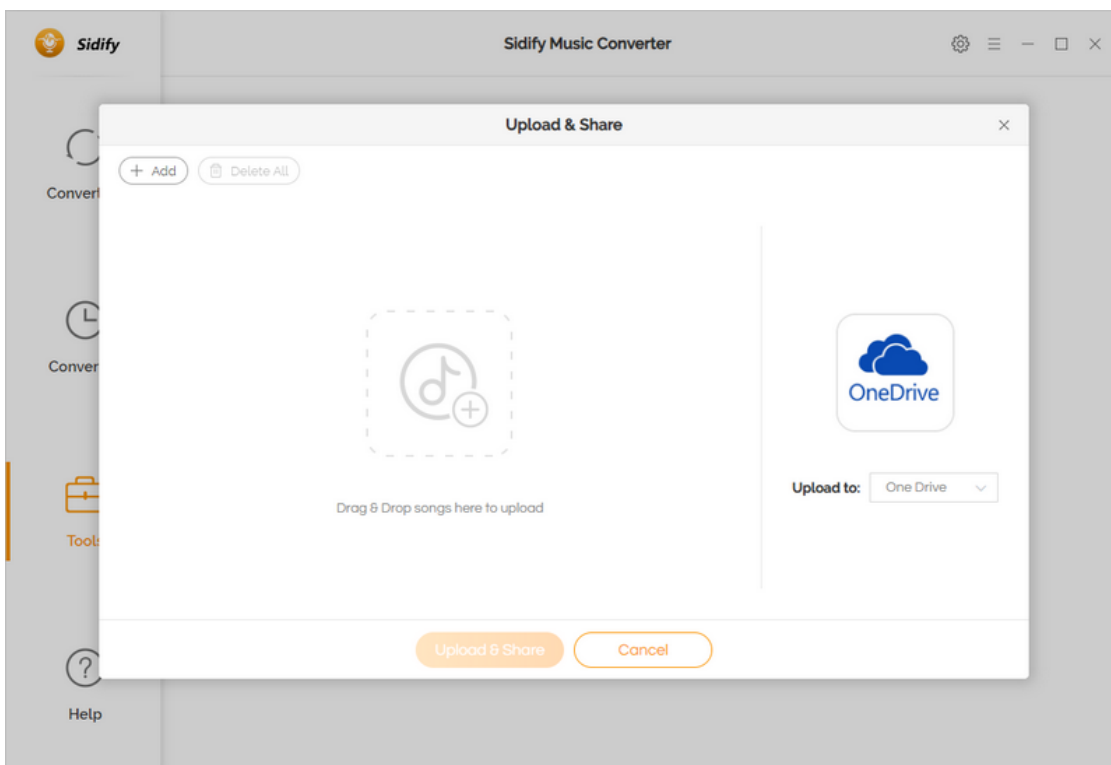 Sidify
Sidify Music Converter
Upload & Share
+ Add
Delete All
Convert
Conver
Tools
Help
OneDrive
Upload to: One Drive
Drag & Drop songs here to upload
Upload & Share
Cancel